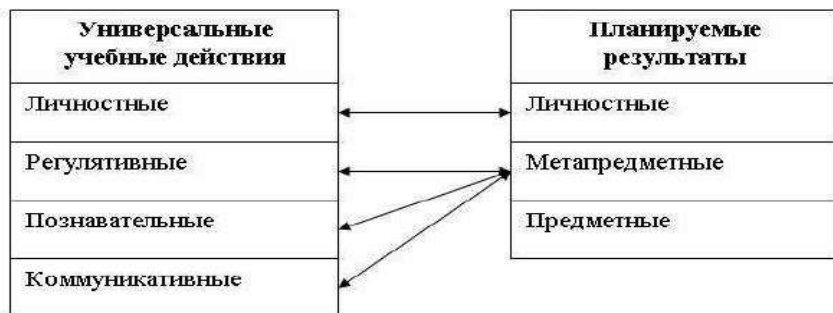 Универсальные
учебные действия
Личностные
Регулятивные
Познавательные
Коммуникативные
Планируемые
результаты
Личностные
Метапредметные
Предметные